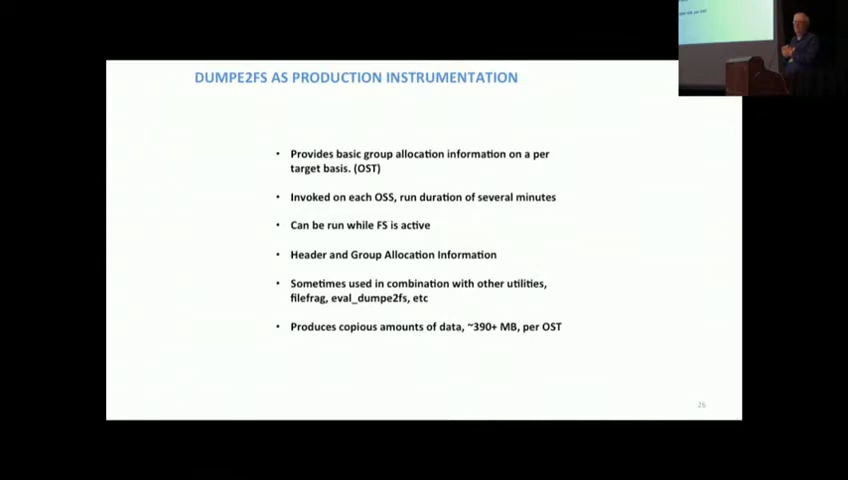 DUMPE2FS AS PRODUCTION INSTRUMENTATION
• Provides basic group allocation information on a per
target basis. (OST)
• Invoked on each OSS, run duration of several minutes
• Can be run while FS is active
• Header and Group Allocation Information
• Sometimes used in combination with other utilities,
filefrag, eval_dumpe2fs, etc
• Produces copious amounts of data, ~390+ MB, per OST
26